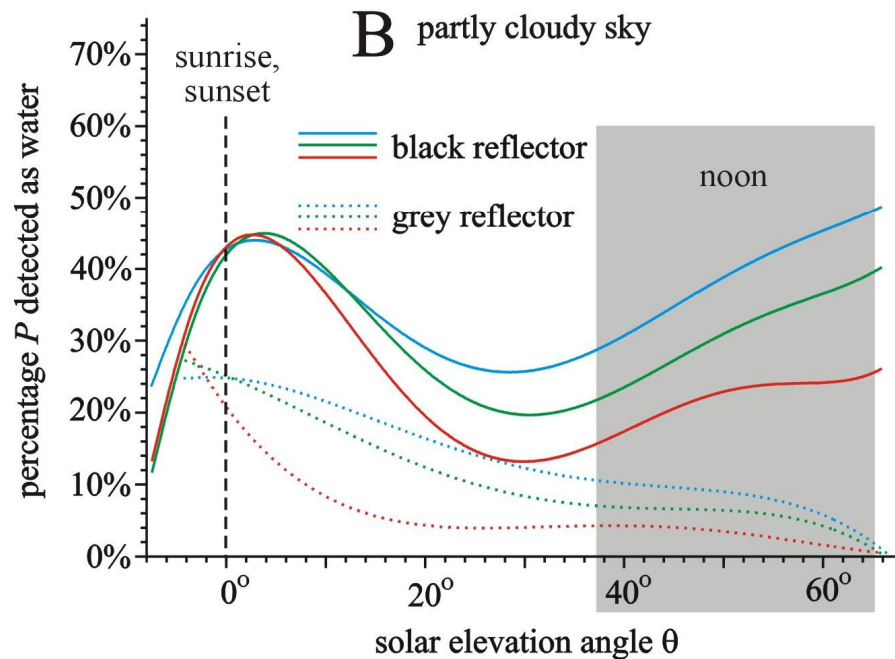 B partly cloudy sky
70%
60%
50%
40%
30%
20%
10%
0%
percentage P detected as water
sunrise,
sunset
black reflector
grey reflector
noon
0° 20° 40° 60°
solar elevation angle θ